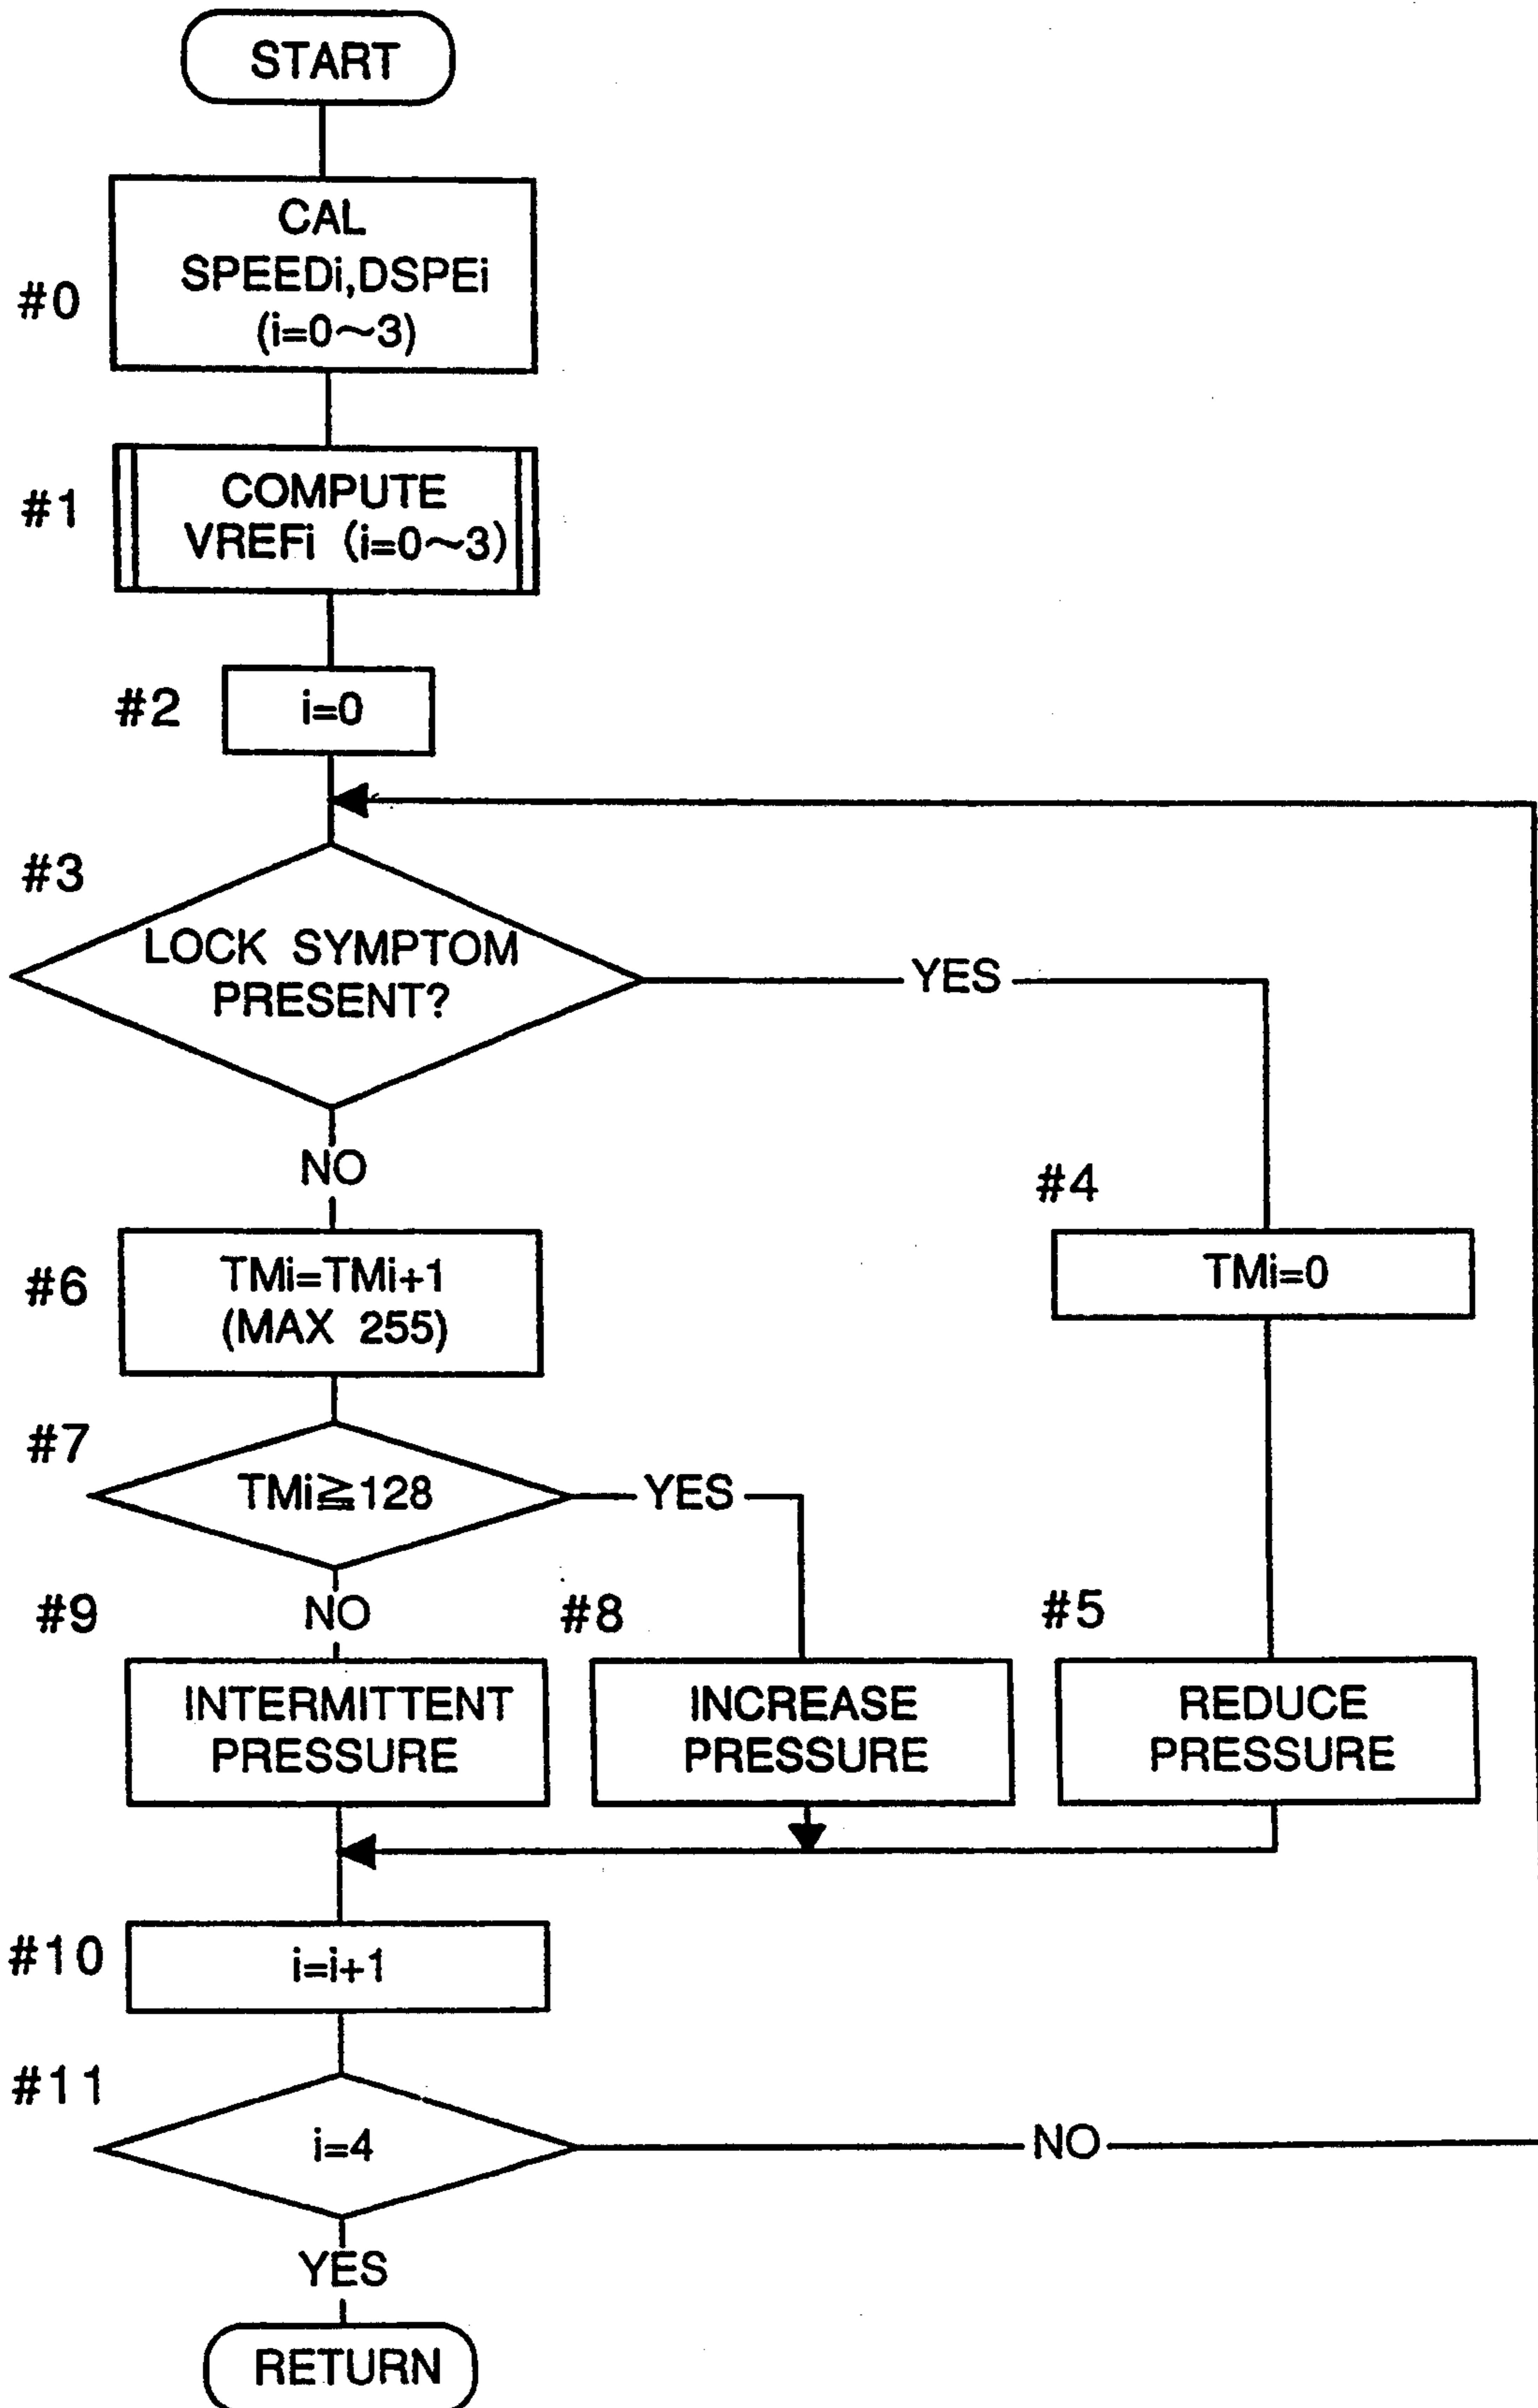 START
CAL
SPEEDi,DSPEi
(i=0～3)
#0
COMPUTE
VREFi (i=0～3)
#1
#2
i=0
#3
LOCK SYMPTOM
PRESENT?
YES
NO
#4
TMi=0
#6
TMi=TMi+1
(MAX 255)
#7
TMi≧128
YES
#9
NO
#8
#5
INTERMITTENT
PRESSURE
INCREASE
PRESSURE
REDUCE
PRESSURE
#10
i=i+1
#11
i=4
NO
YES
RETURN